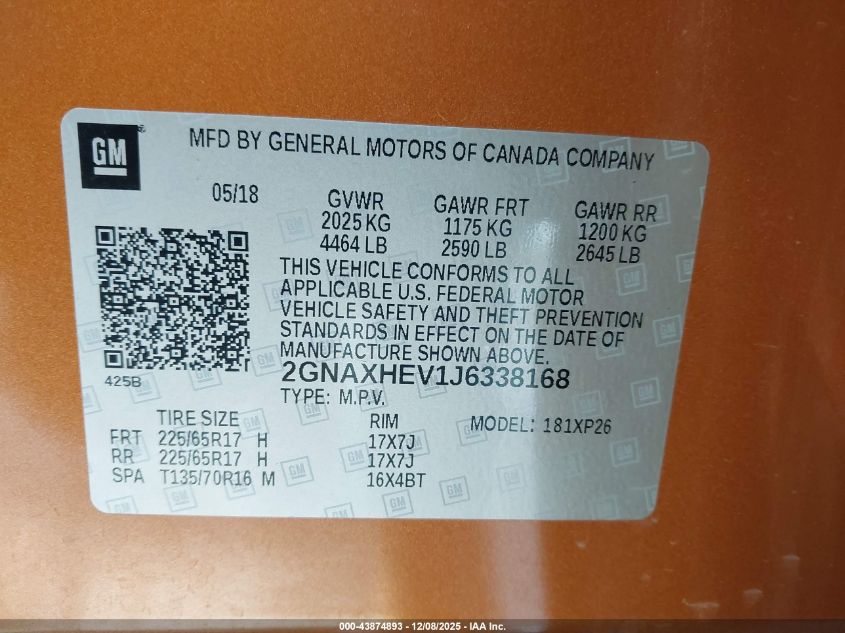 GM
MFD BY GENERAL MOTORS OF CANADA COMPANY
05/18
GVWR GAWR FRT GAWR RR
2025 KG 1175 KG 1200 KG
4464 LB 2590 LB 2645 LB
THIS VEHICLE CONFORMS TO ALL
APPLICABLE U.S. FEDERAL MOTOR
VEHICLE SAFETY AND THEFT PREVENTION
STANDARDS IN EFFECT ON THE DATE OF
MANUFACTURE SHOWN ABOVE.
425B
2GNAXHEV1J6338168
TYPE: M.P.V.
TIRE SIZE RIM MODEL: 181XP26
FRT 225/65R17 H 17X7J
RR 225/65R17 H 17X7J
SPA T135/70R16 M 16X4BT
000-43874893 - 12/08/2025 - IAA Inc.